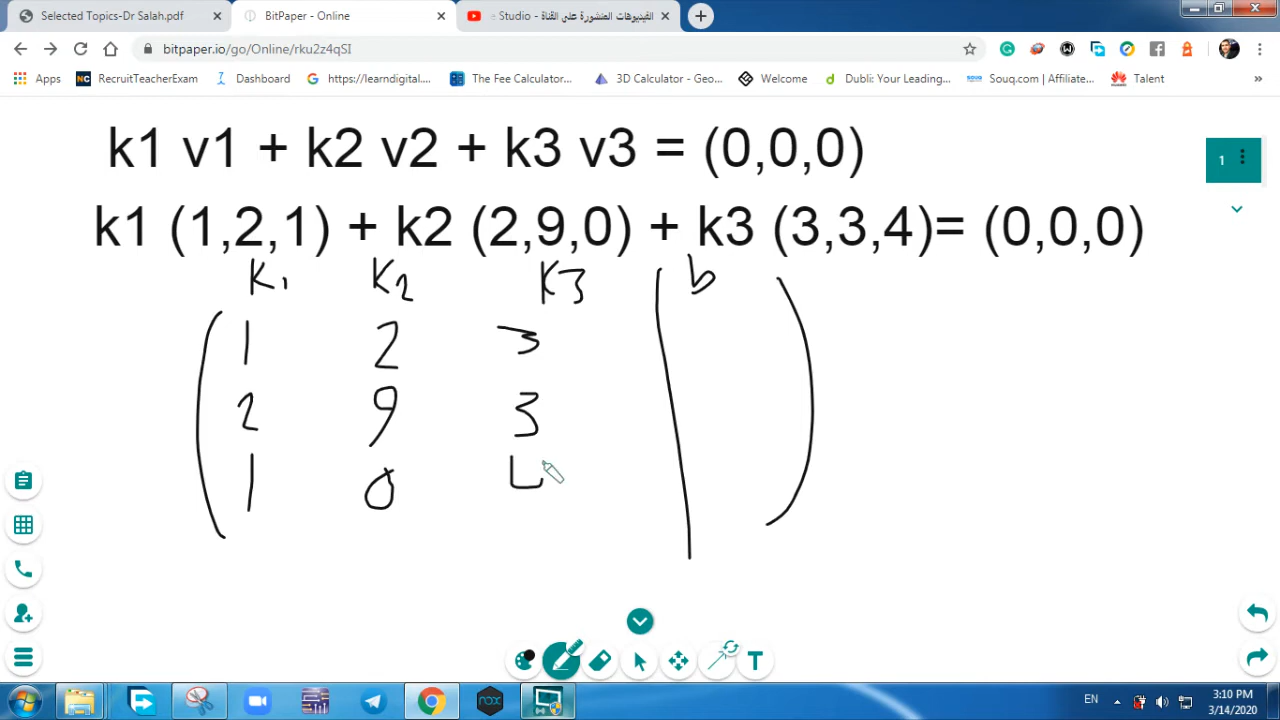 Selected Topics-Dr Salah.pdf
BitPaper - Online
e Studio - الفيديوهات المنشورة على القناة
bitpaper.io/go/Online/rku2z4qSI
Apps
RecruitTeacherExam
Dashboard
https://learndigital....
The Fee Calculator...
3D Calculator - Geo...
Welcome
Dubli: Your Leading...
Souq.com | Affiliate...
Talent
»
k1 v1 + k2 v2 + k3 v3 = (0,0,0)
1
k1 (1,2,1) + k2 (2,9,0) + k3 (3,3,4)= (0,0,0)
K1 K2 K3 b
1 2 3
2 9 3
1 0 4
T
EN
3:10 PM
3/14/2020